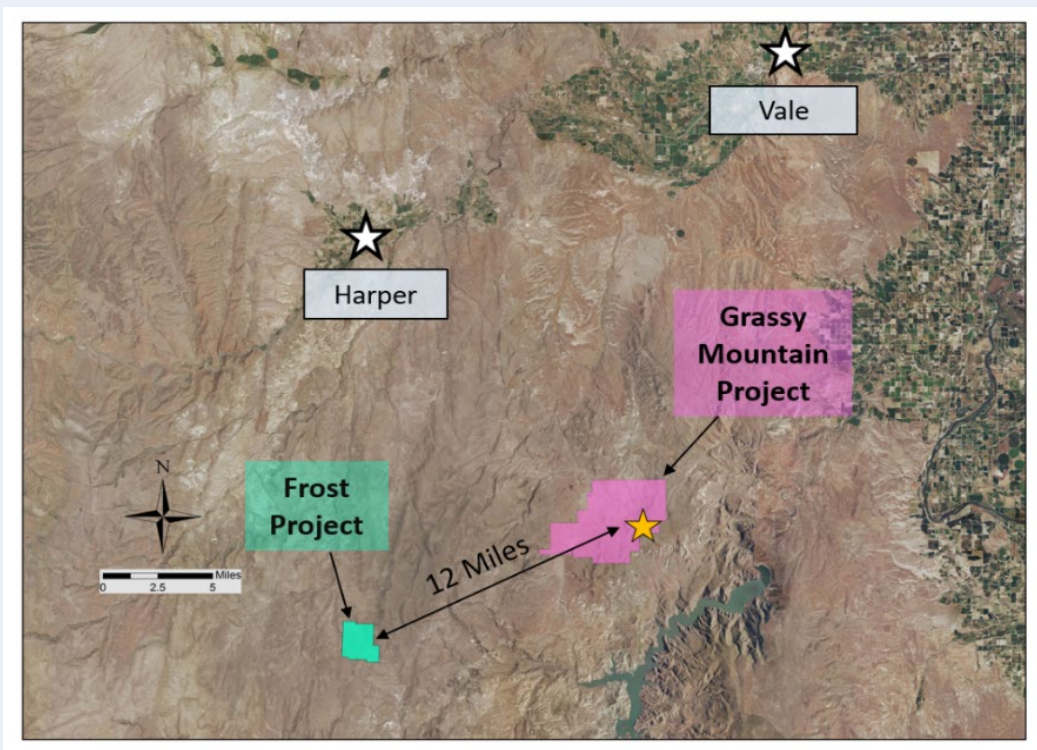 Vale
Harper
Grassy
Mountain
Project
N
Frost
Project
12 Miles
Miles
0 2.5 5